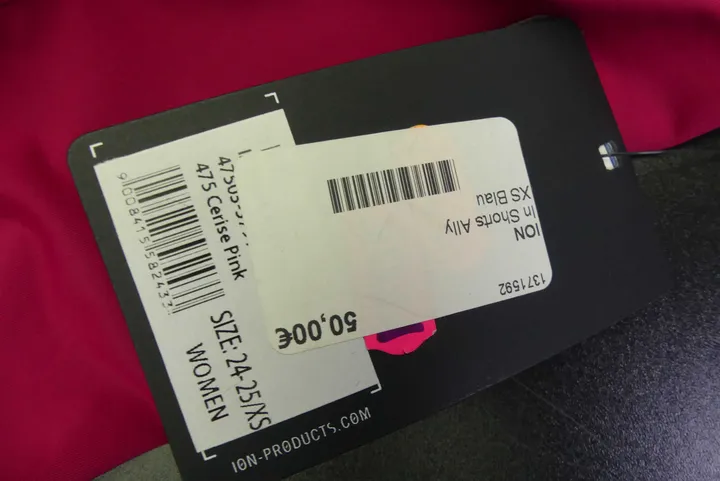 475 Cerise Pink
SIZE: 24-25/XS
WOMEN
9008415582433
ION-PRODUCTS.COM
1371592
ION
In Shorts Ally
XS Blau
50,00€